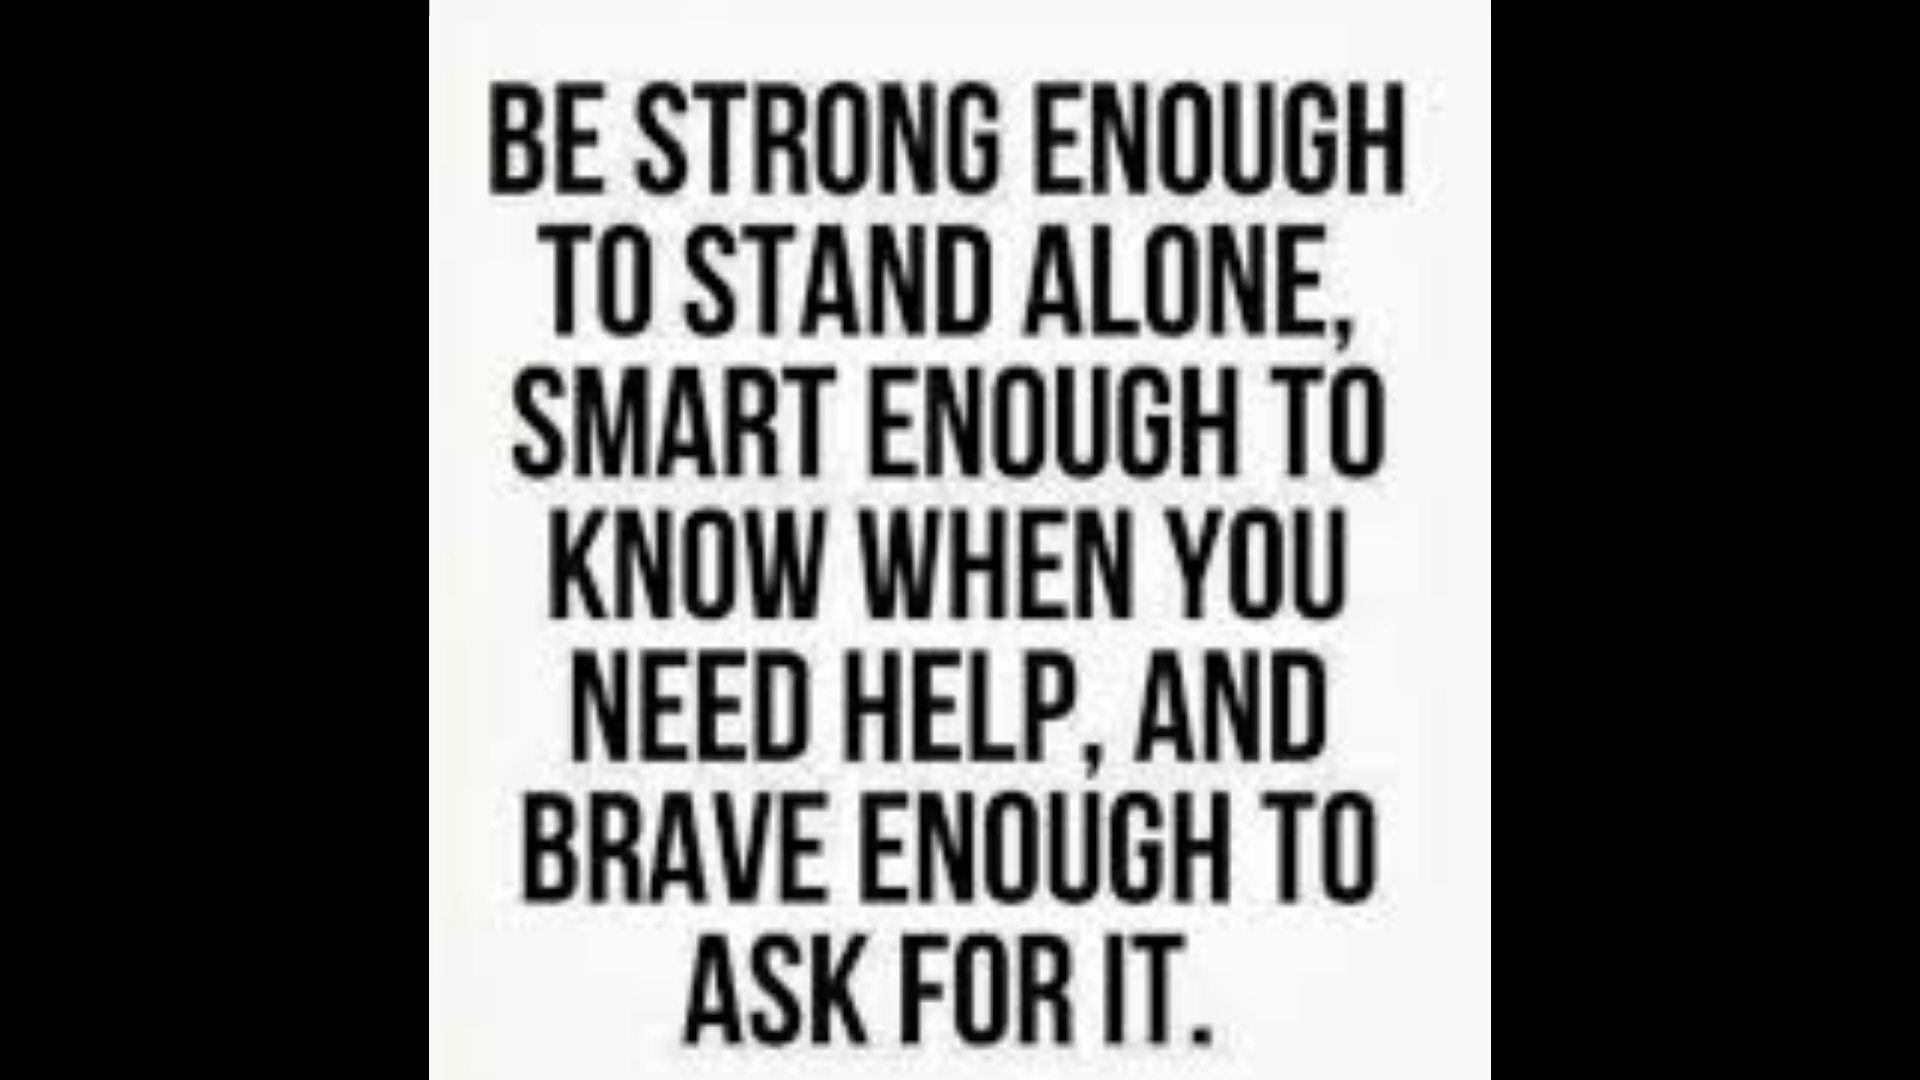 BE STRONG ENOUGH
TO STAND ALONE,
SMART ENOUGH TO
KNOW WHEN YOU
NEED HELP, AND
BRAVE ENOUGH TO
ASK FOR IT.